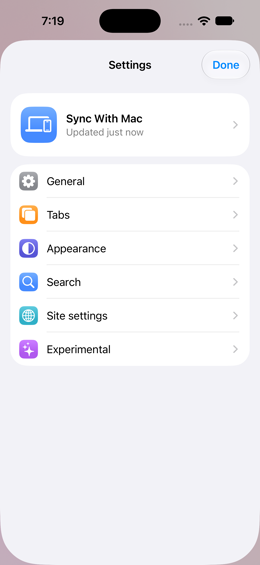 7:19
Settings
Done
Sync With Mac
Updated just now
General
Tabs
Appearance
Search
Site settings
Experimental